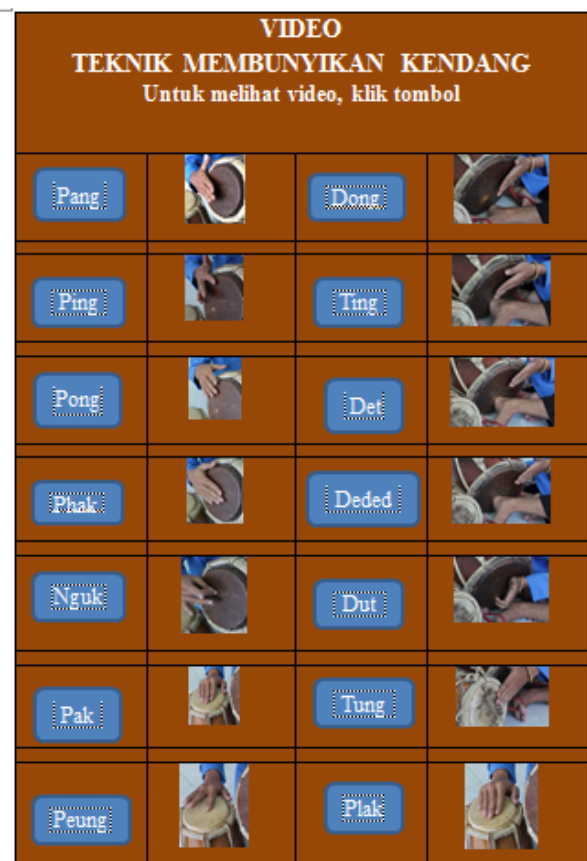 VIDEO
TEKNIK MEMBUNYIKAN KENDANG
Untuk melihat video, klik tombol
Pang
Dong
Ping
Ting
Pong
Det
Phak
Deded
Nguk
Dut
Pak
Tung
Peung
Plak